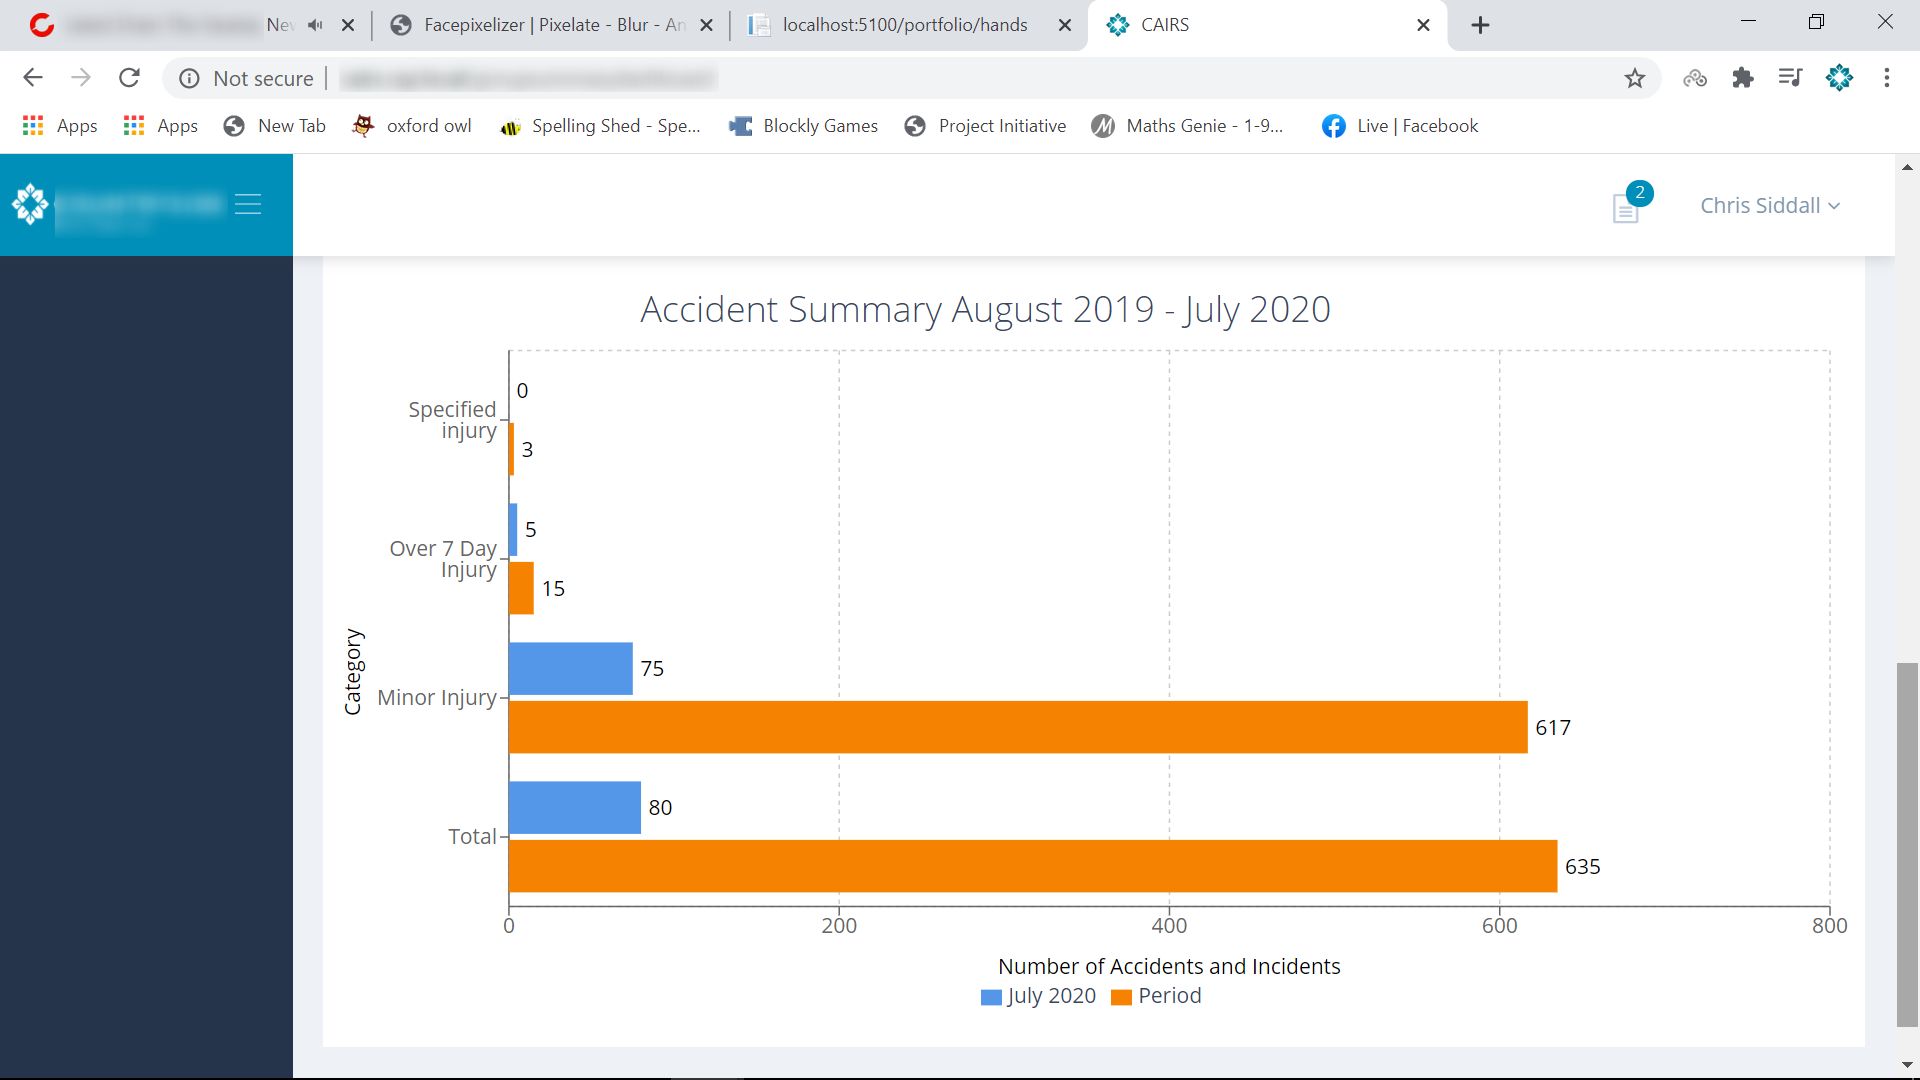 Nev
Facepixelizer | Pixelate - Blur - An
localhost:5100/portfolio/hands
CAIRS
Not secure
Apps
Apps
New Tab
oxford owl
Spelling Shed - Spe...
Blockly Games
Project Initiative
Maths Genie - 1-9...
Live | Facebook
2
Chris Siddall
Accident Summary August 2019 - July 2020
0
Specified
injury
3
5
Over 7 Day
Injury
15
75
Category
Minor Injury
617
80
Total
635
0 200 400 600 800
Number of Accidents and Incidents
July 2020 Period